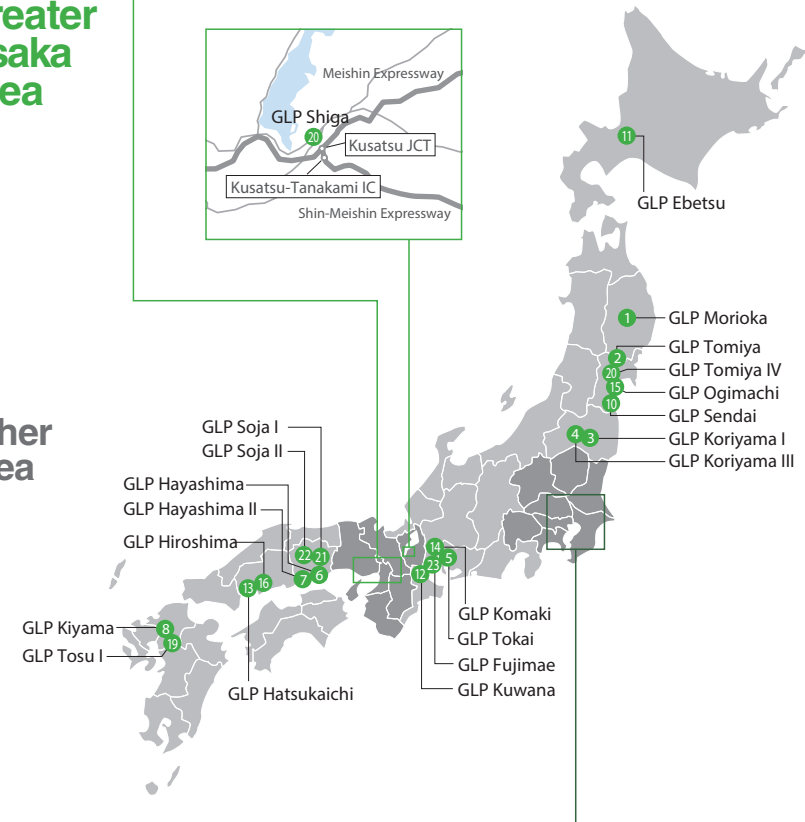 reater
saka
ea
Meishin Expressway
GLP Shiga
20
Kusatsu JCT
Kusatsu-Tanakami IC
Shin-Meishin Expressway
11
GLP Ebetsu
1
GLP Morioka
2
GLP Tomiya
20
GLP Tomiya IV
15
GLP Ogimachi
10
GLP Sendai
4
3
GLP Koriyama I
GLP Koriyama III
her
ea
GLP Soja I
GLP Soja II
GLP Hayashima
GLP Hayashima II
GLP Hiroshima
22
21
7
6
13
16
14
5
23
12
GLP Komaki
GLP Tokai
GLP Fujimae
GLP Kuwana
GLP Kiyama
8
GLP Tosu I
19
GLP Hatsukaichi